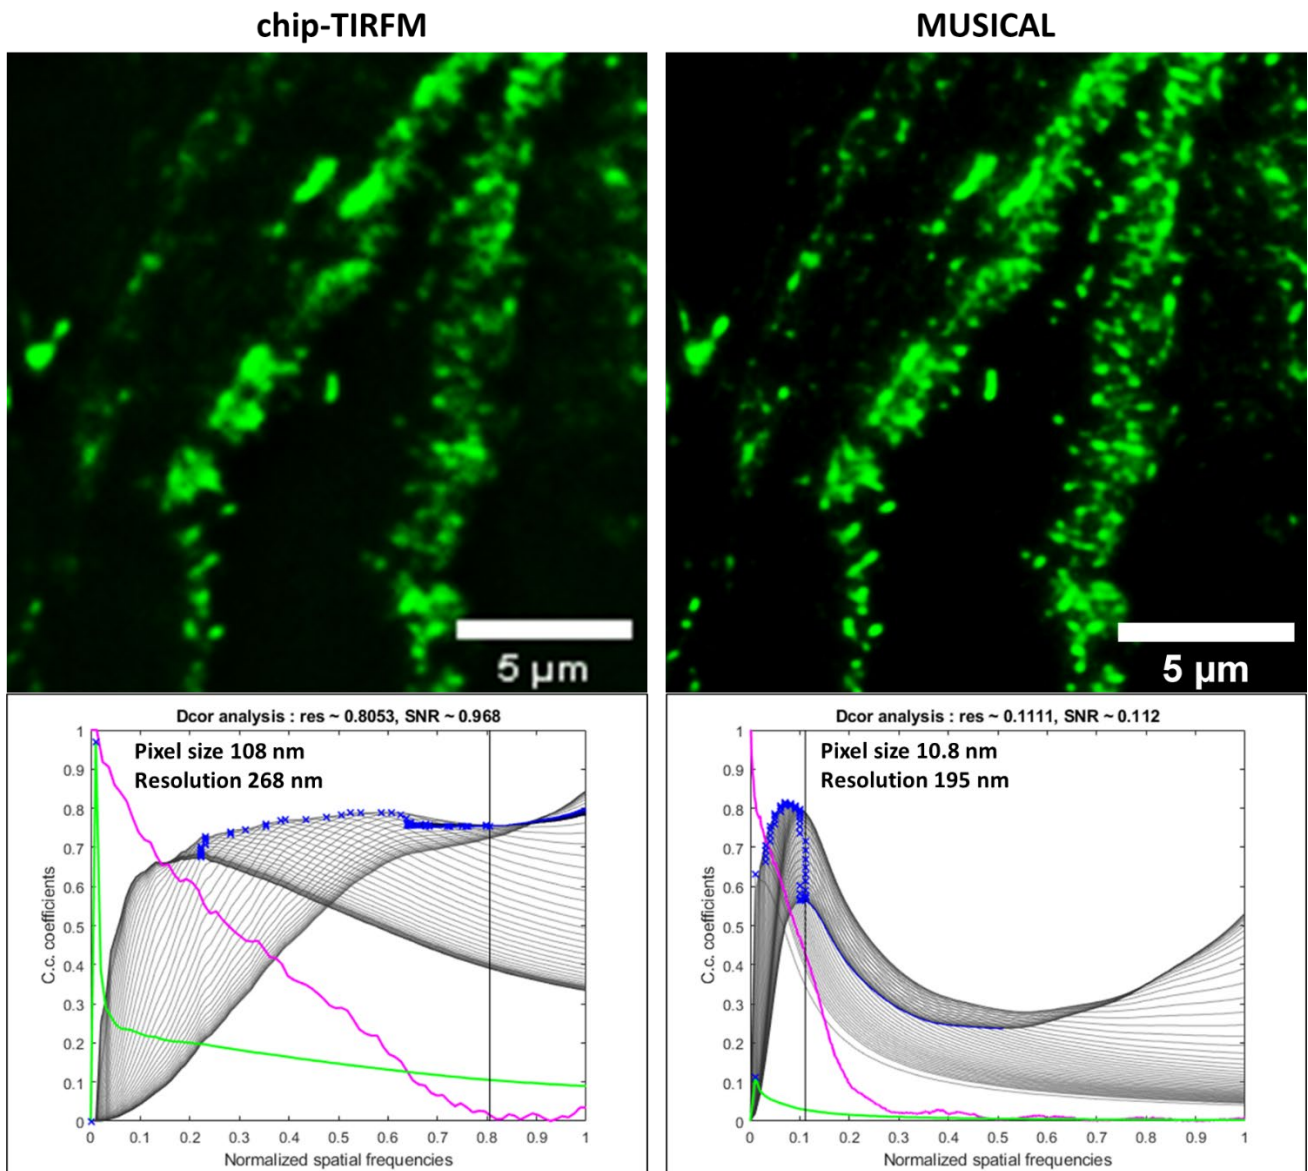 chip-TIRFM
MUSICAL
5 µm
5 µm
Dcor analysis : res ~ 0.8053, SNR ~ 0.968
Pixel size 108 nm
Resolution 268 nm
1
0.9
0.8
0.7
0.6
0.5
0.4
0.3
0.2
0.1
0
C.c. coefficients
0 0.1 0.2 0.3 0.4 0.5 0.6 0.7 0.8 0.9 1
Normalized spatial frequencies
Dcor analysis : res ~ 0.1111, SNR ~ 0.112
Pixel size 10.8 nm
Resolution 195 nm
1
0.9
0.8
0.7
0.6
0.5
0.4
0.3
0.2
0.1
0
C.c. coefficients
0 0.1 0.2 0.3 0.4 0.5 0.6 0.7 0.8 0.9 1
Normalized spatial frequencies